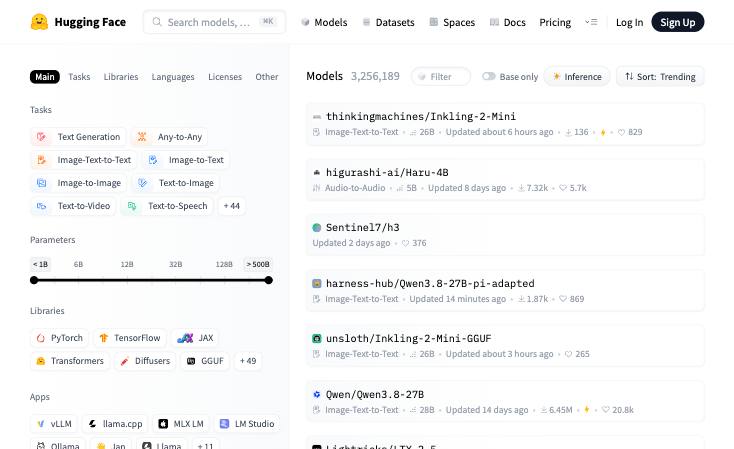 Hugging Face
Search models, ...
⌘K
Models
Datasets
Spaces
Docs
Pricing
Log In
Sign Up
Main
Tasks
Libraries
Languages
Licenses
Other
Tasks
Text Generation
Any-to-Any
Image-Text-to-Text
Image-to-Text
Image-to-Image
Text-to-Image
Text-to-Video
Text-to-Speech
+ 44
Parameters
< 1B
6B
12B
32B
128B
> 500B
Libraries
PyTorch
TensorFlow
JAX
Transformers
Diffusers
GGUF
+ 49
Apps
vLLM
llama.cpp
MLX LM
LM Studio
Ollama
Jan
Llama
+ 11
Models 3,256,189
Filter
Base only
Inference
Sort: Trending
thinkingmachines/Inkling-2-Mini
Image-Text-to-Text • 26B • Updated about 6 hours ago • 136 • 829
higurashi-ai/Haru-4B
Audio-to-Audio • 5B • Updated 8 days ago • 7.32k • 5.7k
Sentinel7/h3
Updated 2 days ago • 376
harness-hub/Qwen3.8-27B-pi-adapted
Image-Text-to-Text • Updated 14 minutes ago • 1.87k • 869
unsloth/Inkling-2-Mini-GGUF
Image-Text-to-Text • 26B • Updated about 3 hours ago • 265
Qwen/Qwen3.8-27B
Image-Text-to-Text • 28B • Updated 14 days ago • 6.45M • 20.8k